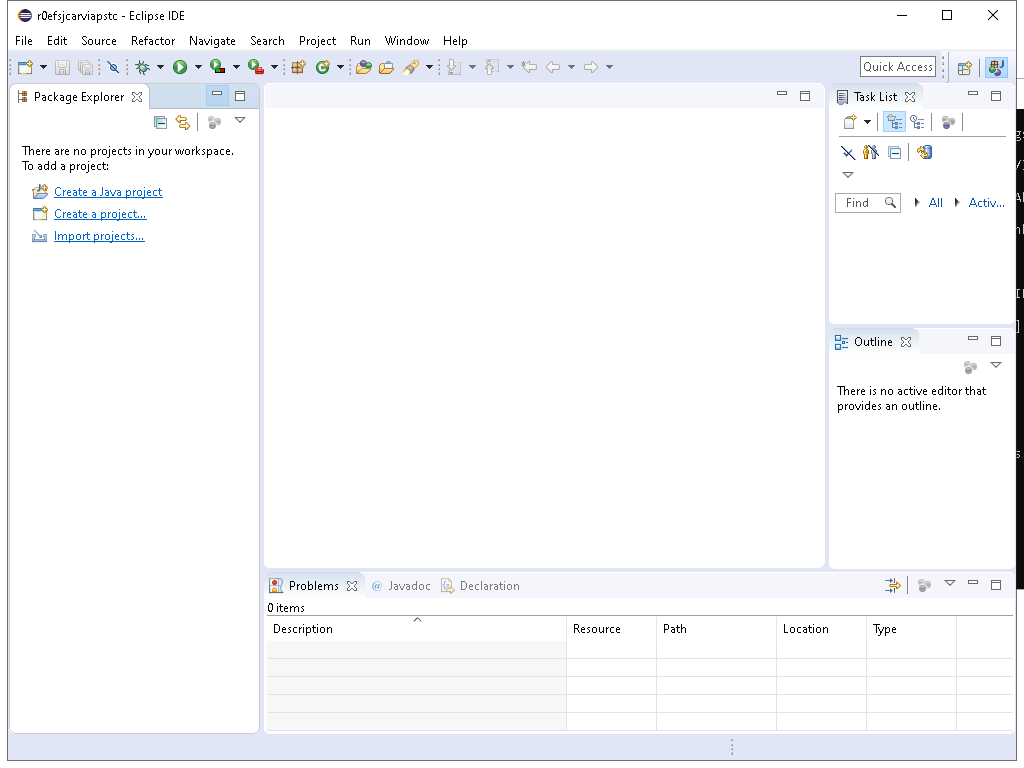 r0efsjcarviapstc - Eclipse IDE
File Edit Source Refactor Navigate Search Project Run Window Help
Quick Access
Package Explorer
There are no projects in your workspace.
To add a project:
Create a Java project
Create a project...
Import projects...
Task List
Find All Activ...
Outline
There is no active editor that
provides an outline.
Problems @ Javadoc Declaration
0 items
Description Resource Path Location Type